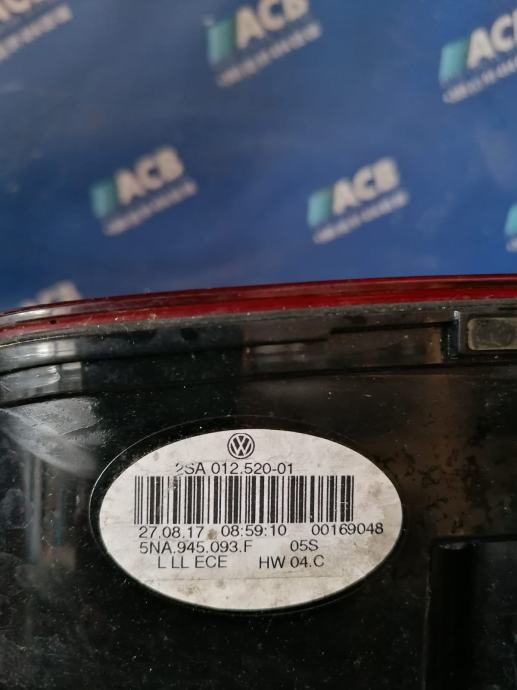 ACB
ACB
ACB
ACB
2SA 012.520-01
27.08.17 08:59:10 00169048
5NA.945.093.F 05S
L LL ECE HW 04.C